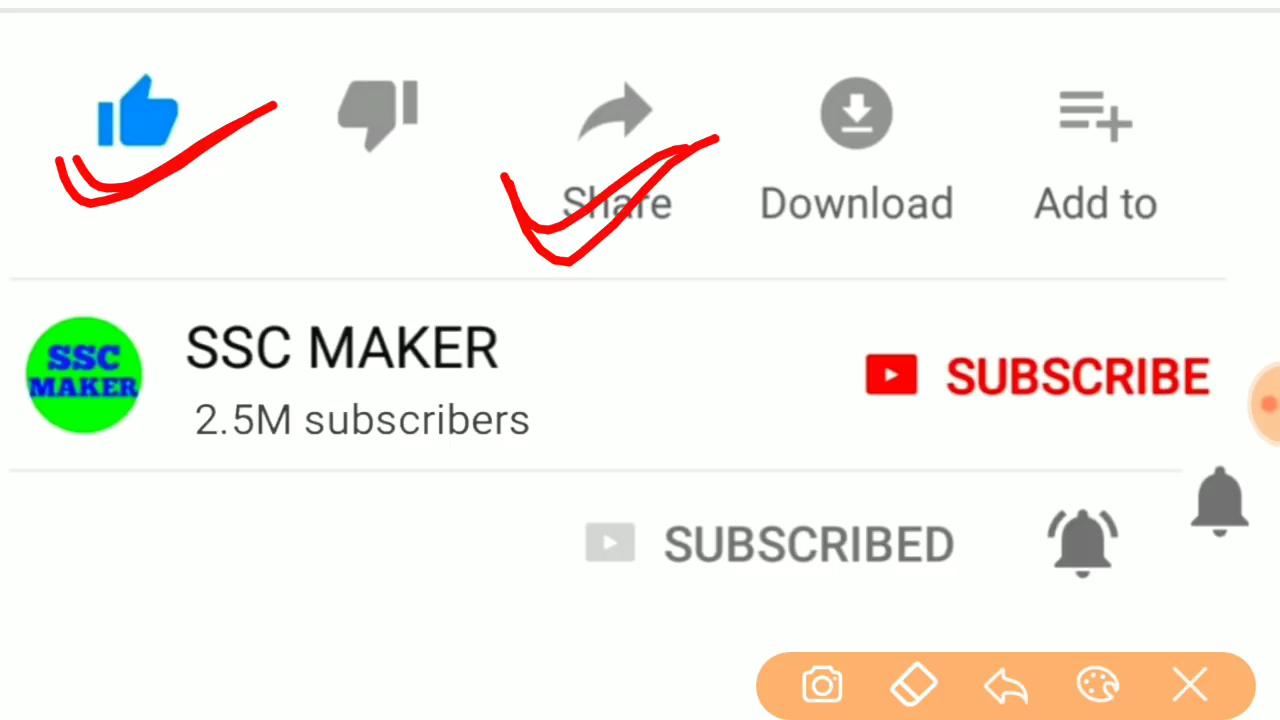 Share Download Add to
SSC
MAKER
SSC MAKER
2.5M subscribers
SUBSCRIBE
SUBSCRIBED